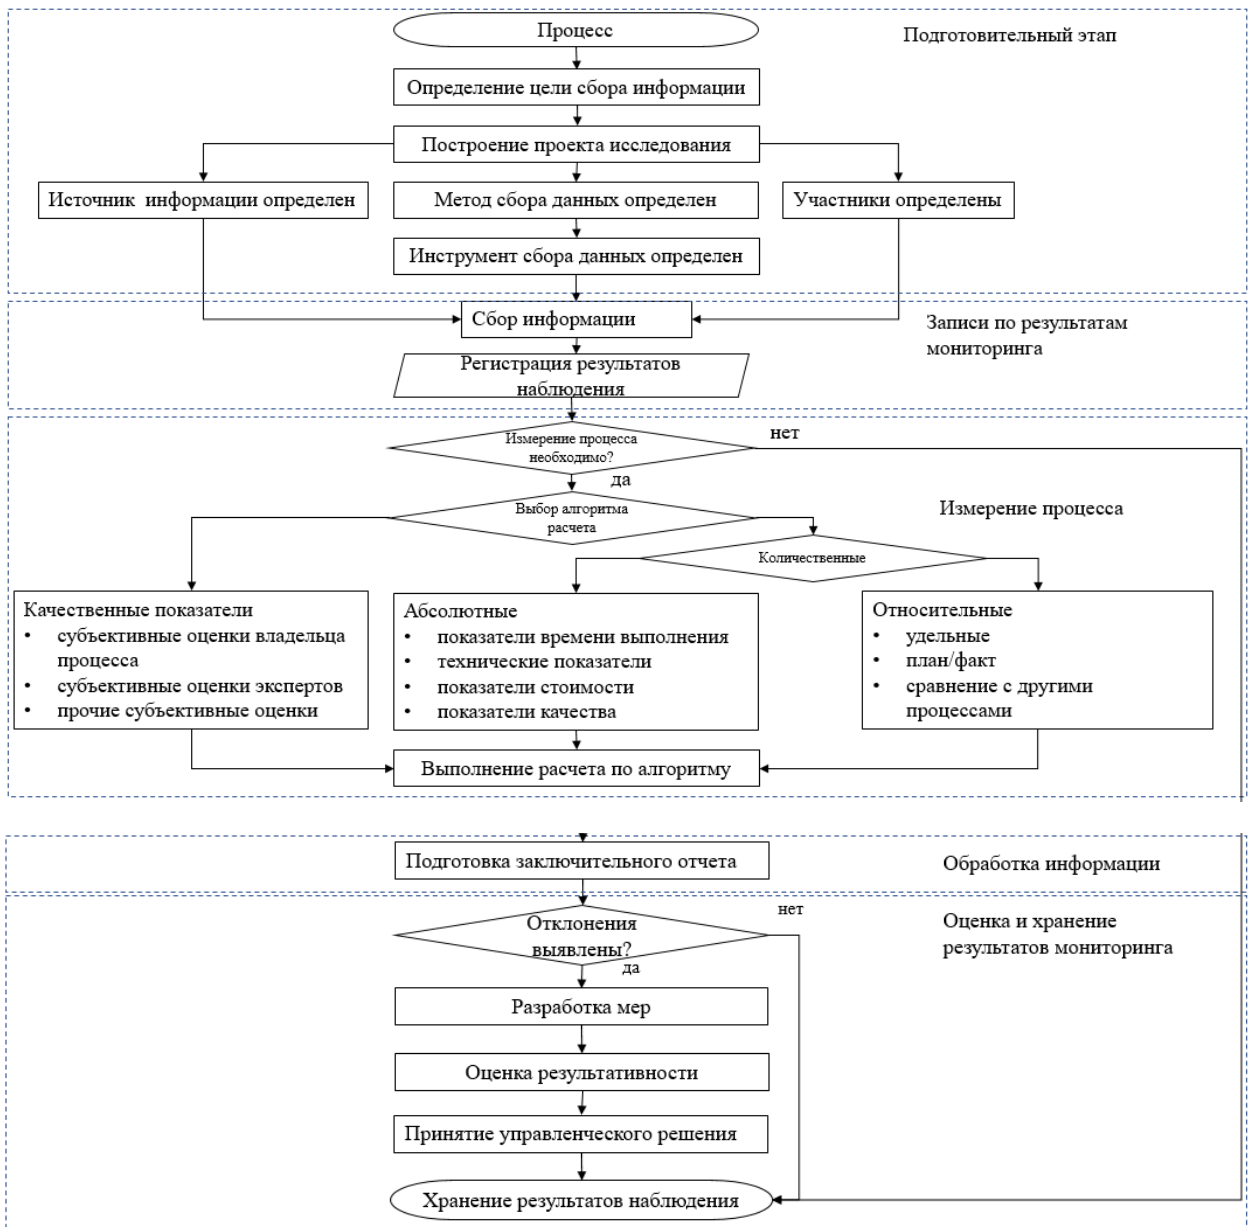 Процесс
Подготовительный этап
Определение цели сбора информации
Построение проекта исследования
Источник информации определен
Метод сбора данных определен
Участники определены
Инструмент сбора данных определен
Сбор информации
Записи по результатам
мониторинга
Регистрация результатов
наблюдения
Измерение процесса
необходимо?
нет
да
Выбор алгоритма
расчета
Измерение процесса
Количественные
Качественные показатели
• субъективные оценки владельца
процесса
• субъективные оценки экспертов
• прочие субъективные оценки
Абсолютные
• показатели времени выполнения
• технические показатели
• показатели стоимости
• показатели качества
Относительные
• удельные
• план/факт
• сравнение с другими
процессами
Выполнение расчета по алгоритму
Подготовка заключительного отчета
Обработка информации
Отклонения
выявлены?
нет
да
Оценка и хранение
результатов мониторинга
Разработка мер
Оценка результативности
Принятие управленческого решения
Хранение результатов наблюдения